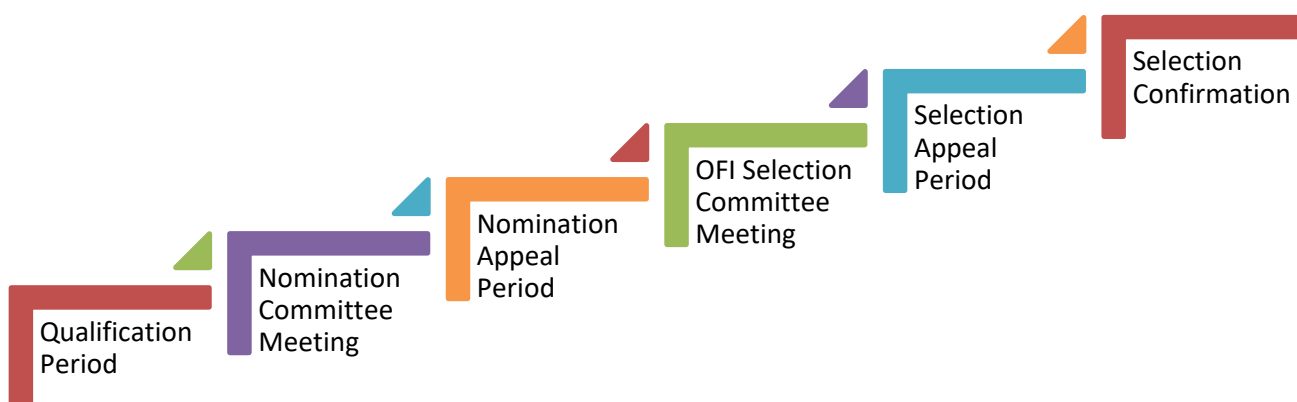 Qualification
Period
Nomination
Committee
Meeting
Nomination
Appeal
Period
OFI Selection
Committee
Meeting
Selection
Appeal
Period
Selection
Confirmation